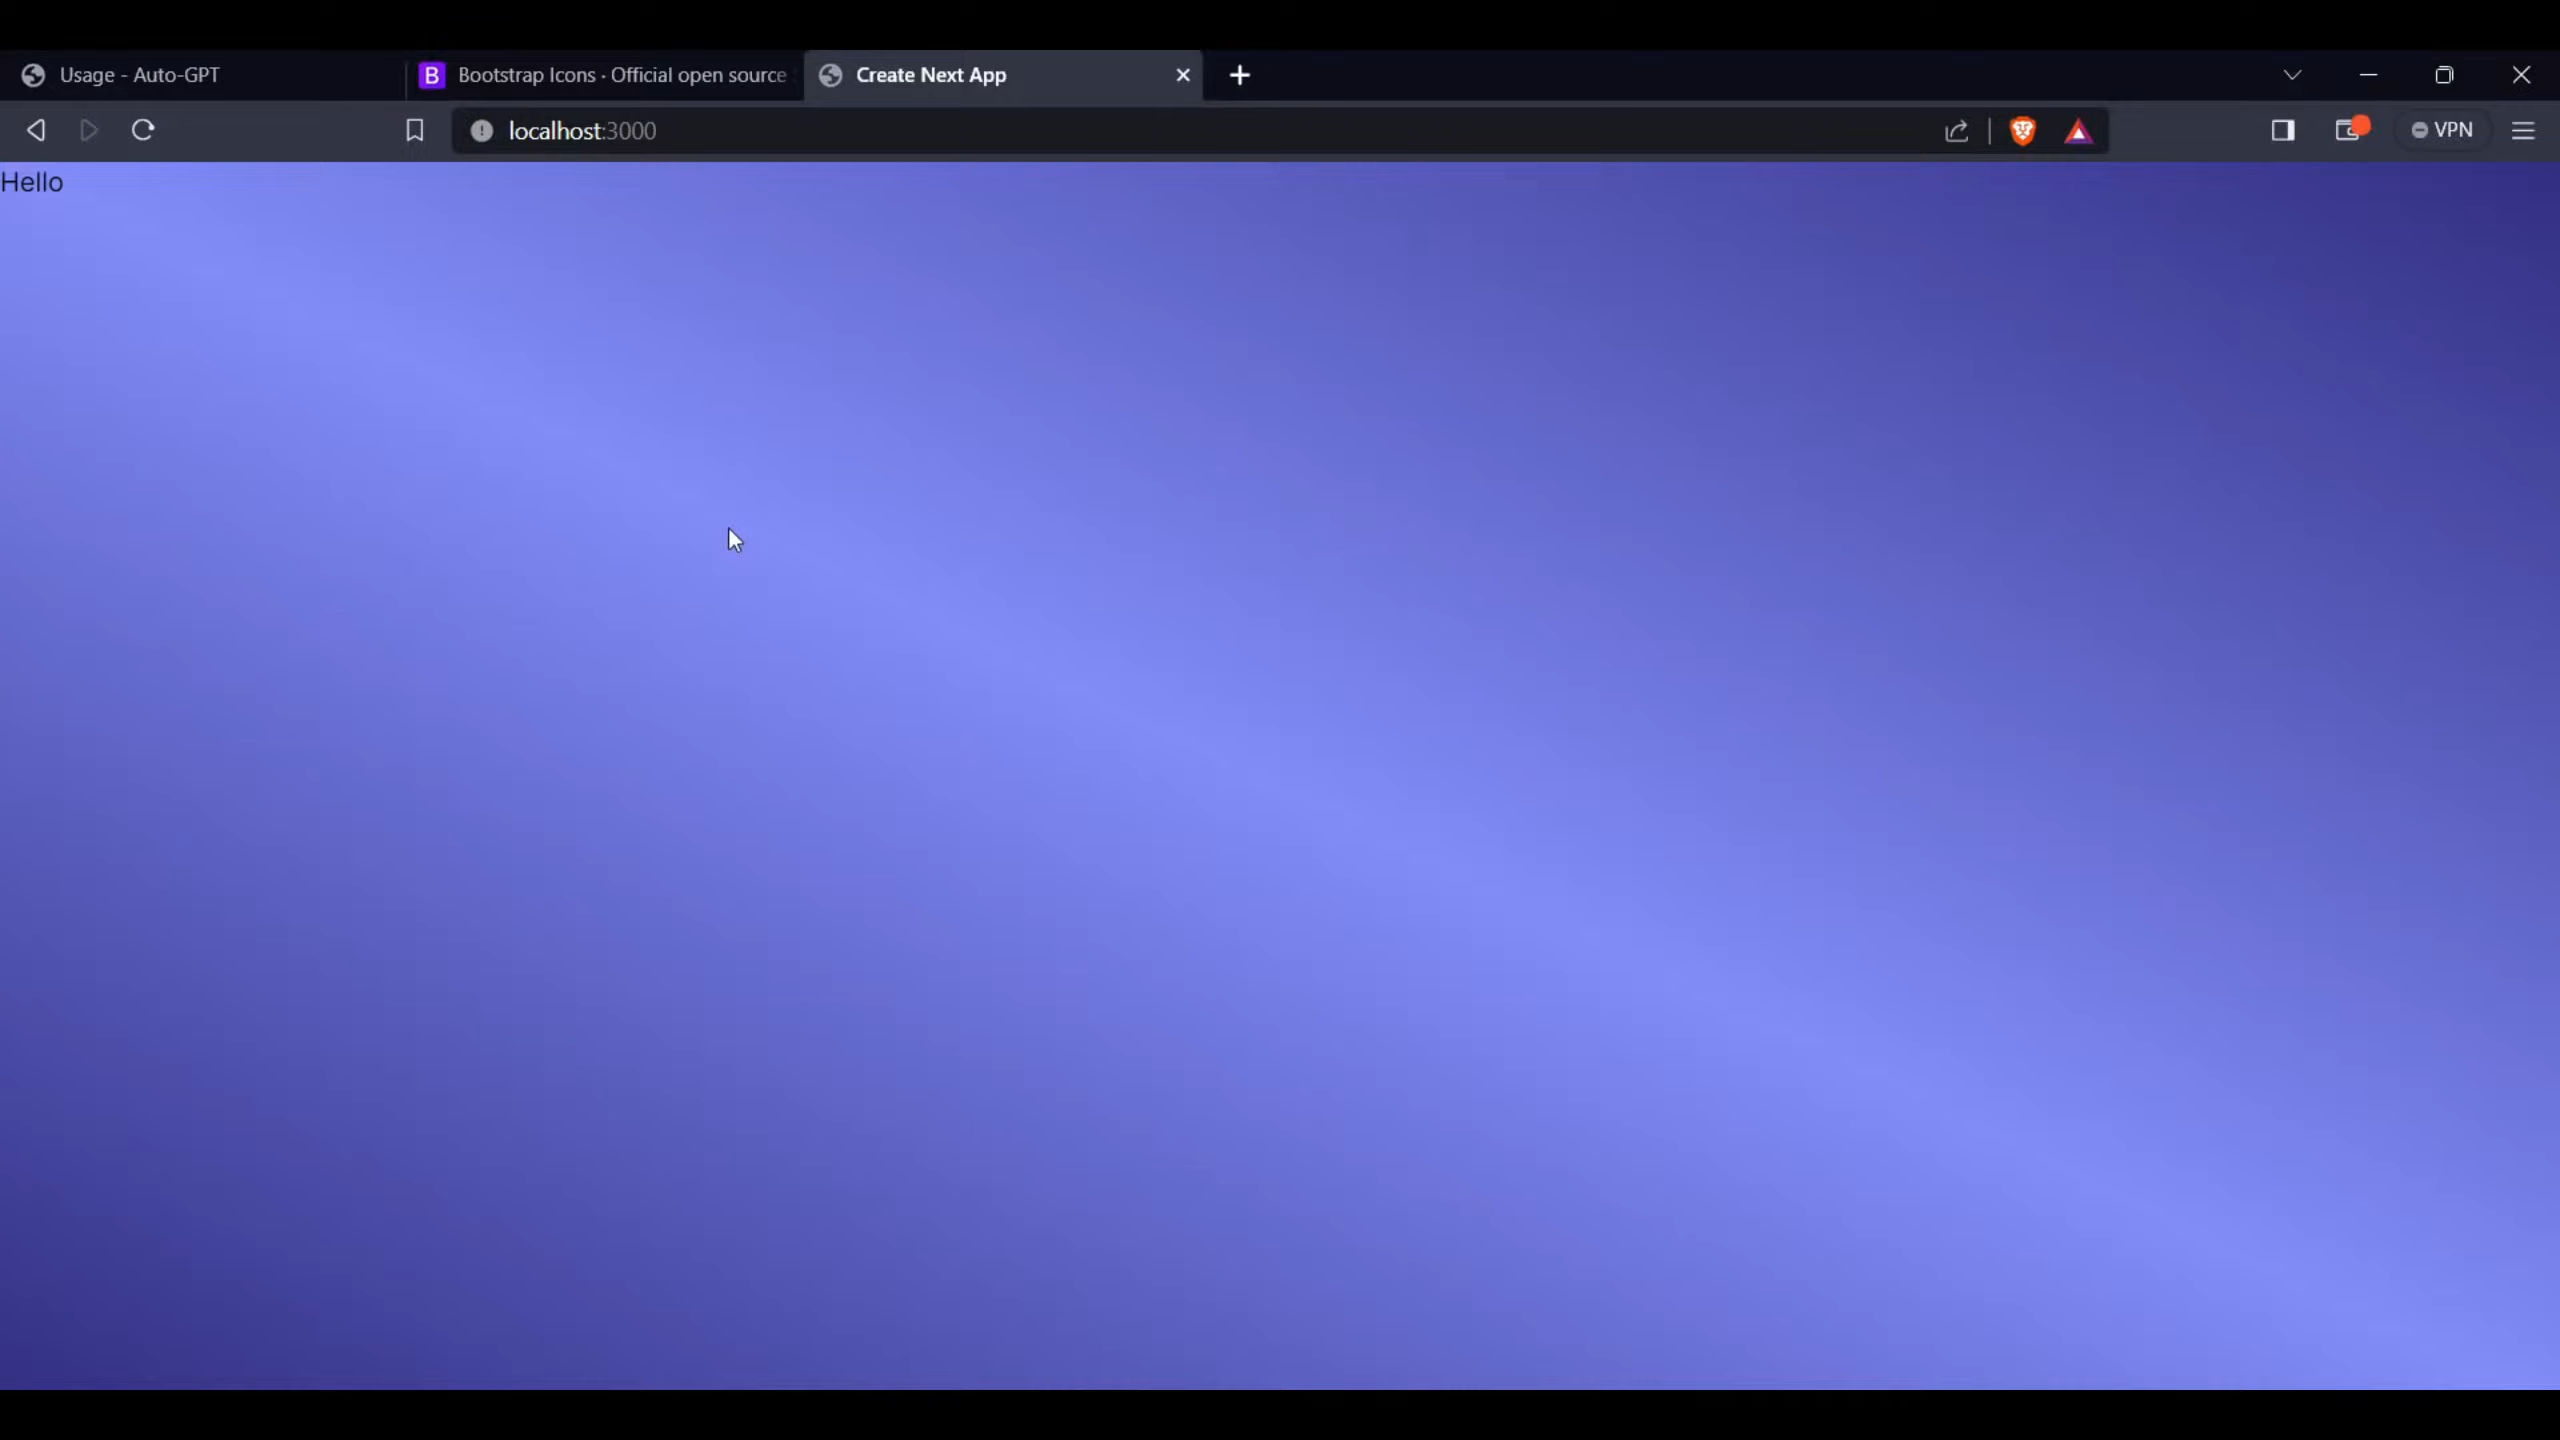 Usage - Auto-GPT
B Bootstrap Icons · Official open source
Create Next App
localhost:3000
VPN
Hello